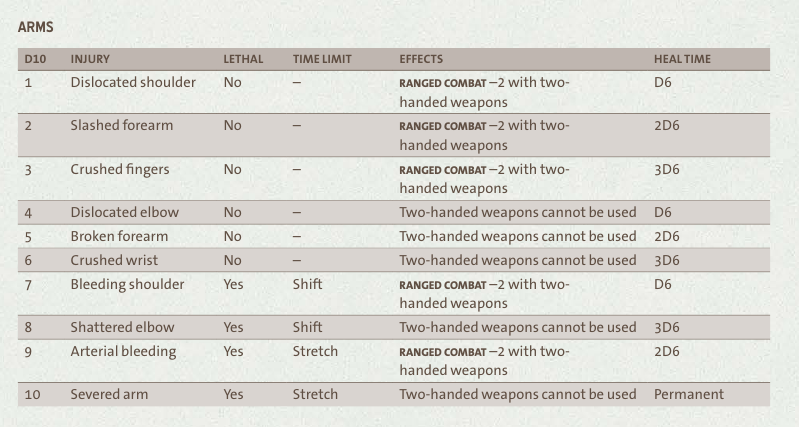 ARMS
D10 INJURY LETHAL TIME LIMIT EFFECTS HEAL TIME
1 Dislocated shoulder No – RANGED COMBAT –2 with two-
handed weapons D6
2 Slashed forearm No – RANGED COMBAT –2 with two-
handed weapons 2D6
3 Crushed fingers No – RANGED COMBAT –2 with two-
handed weapons 3D6
4 Dislocated elbow No – Two-handed weapons cannot be used D6
5 Broken forearm No – Two-handed weapons cannot be used 2D6
6 Crushed wrist No – Two-handed weapons cannot be used 3D6
7 Bleeding shoulder Yes Shift RANGED COMBAT –2 with two-
handed weapons D6
8 Shattered elbow Yes Shift Two-handed weapons cannot be used 3D6
9 Arterial bleeding Yes Stretch RANGED COMBAT –2 with two-
handed weapons 2D6
10 Severed arm Yes Stretch Two-handed weapons cannot be used Permanent